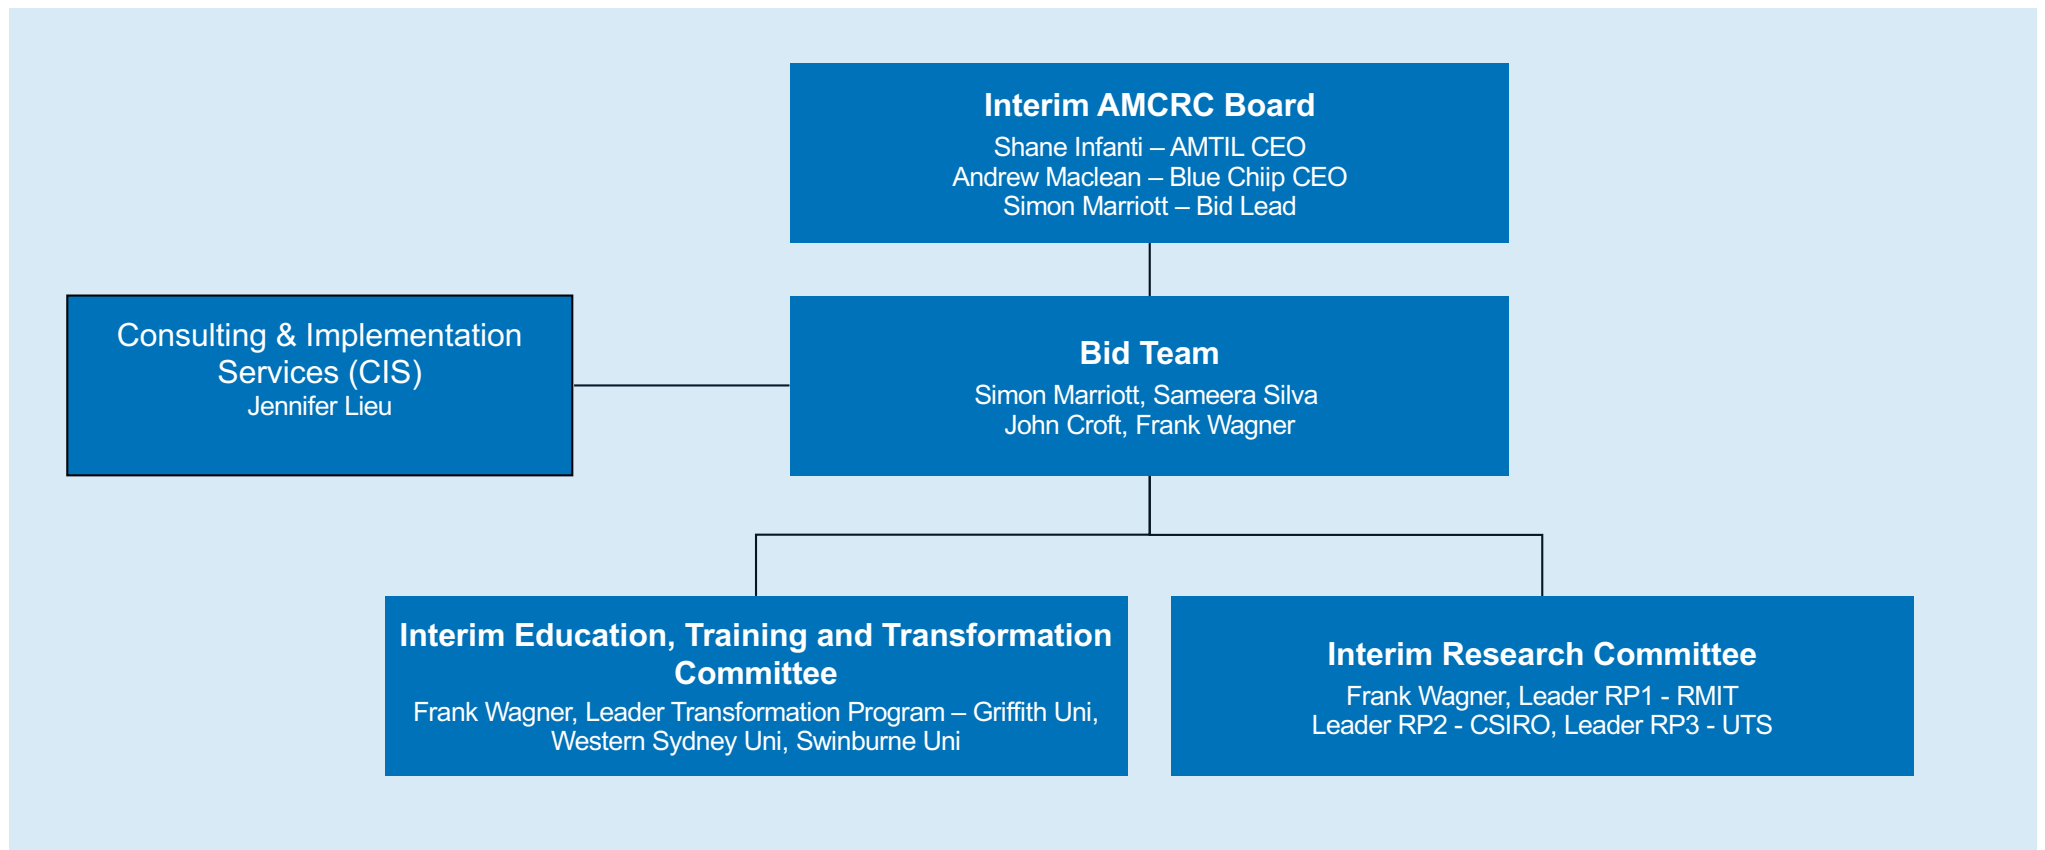 Interim AMCRC Board
Shane Infanti – AMTIL CEO
Andrew Maclean – Blue Chiip CEO
Simon Marriott – Bid Lead
Consulting & Implementation
Services (CIS)
Jennifer Lieu
Bid Team
Simon Marriott, Sameera Silva
John Croft, Frank Wagner
Interim Education, Training and Transformation
Committee
Frank Wagner, Leader Transformation Program – Griffith Uni,
Western Sydney Uni, Swinburne Uni
Interim Research Committee
Frank Wagner, Leader RP1 - RMIT
Leader RP2 - CSIRO, Leader RP3 - UTS